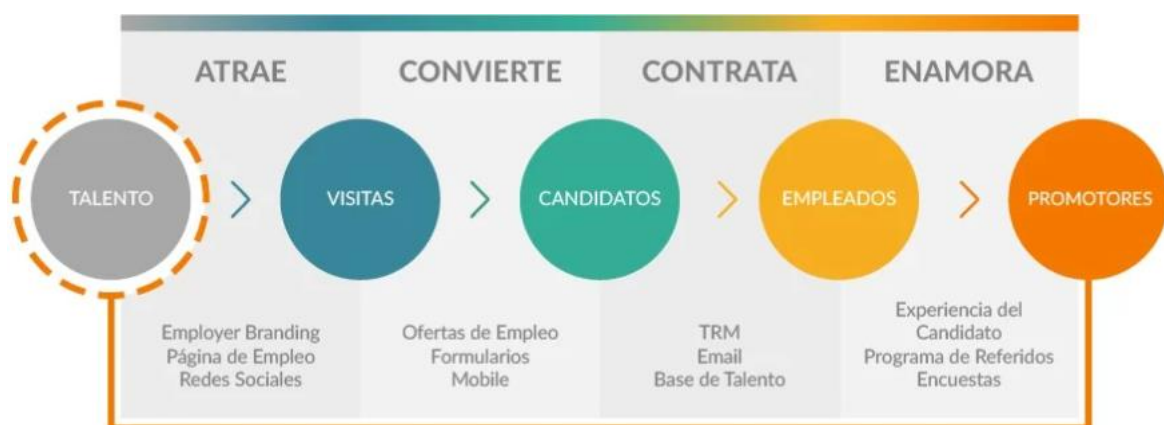 ATRAE
CONVIERTE
CONTRATA
ENAMORA
TALENTO
VISITAS
CANDIDATOS
EMPLEADOS
PROMOTORES
Employer Branding
Página de Empleo
Redes Sociales
Ofertas de Empleo
Formularios
Mobile
TRM
Email
Base de Talento
Experiencia del
Candidato
Programa de Referidos
Encuestas